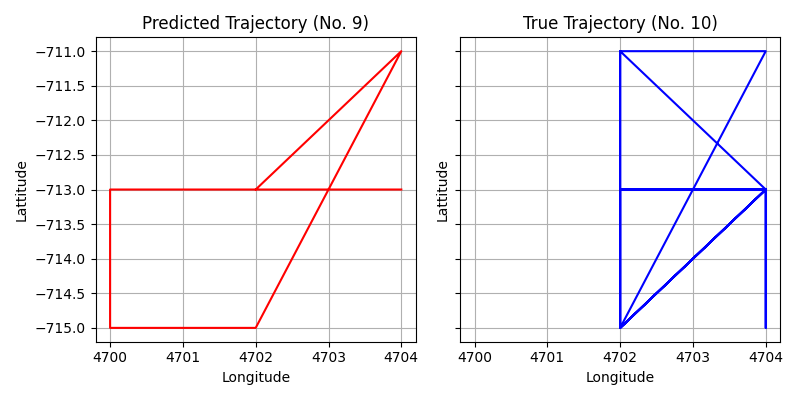 Predicted Trajectory (No. 9)
True Trajectory (No. 10)
Lattitude
−711.0
−711.5
−712.0
−712.5
−713.0
−713.5
−714.0
−714.5
−715.0
4700 4701 4702 4703 4704
Longitude
Lattitude
4700 4701 4702 4703 4704
Longitude